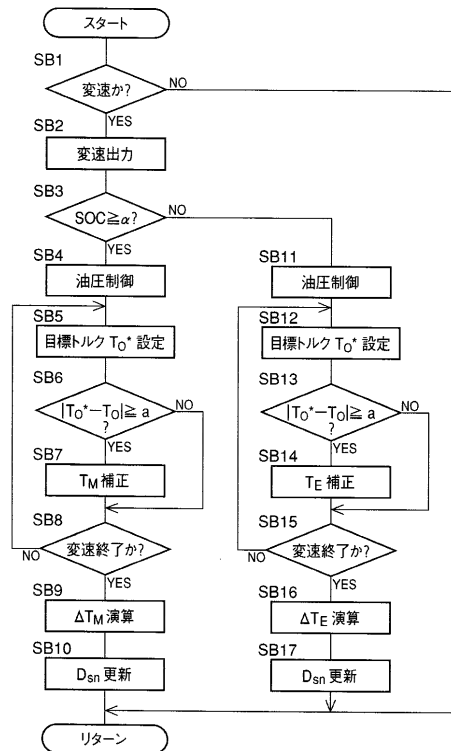 スタート
SB1
変速か?
NO
YES
SB2
変速出力
SB3
SOC≧α?
NO
YES
SB4
油圧制御
SB5
目標トルク TO* 設定
SB6
|TO*−TO|≧a
?
NO
YES
SB7
TM 補正
SB8
変速終了か?
NO
YES
SB9
ΔTM 演算
SB10
Dsn 更新
リターン
SB11
油圧制御
SB12
目標トルク TO* 設定
SB13
|TO*−TO|≧a
?
NO
YES
SB14
TE 補正
SB15
変速終了か?
NO
YES
SB16
ΔTE 演算
SB17
Dsn 更新